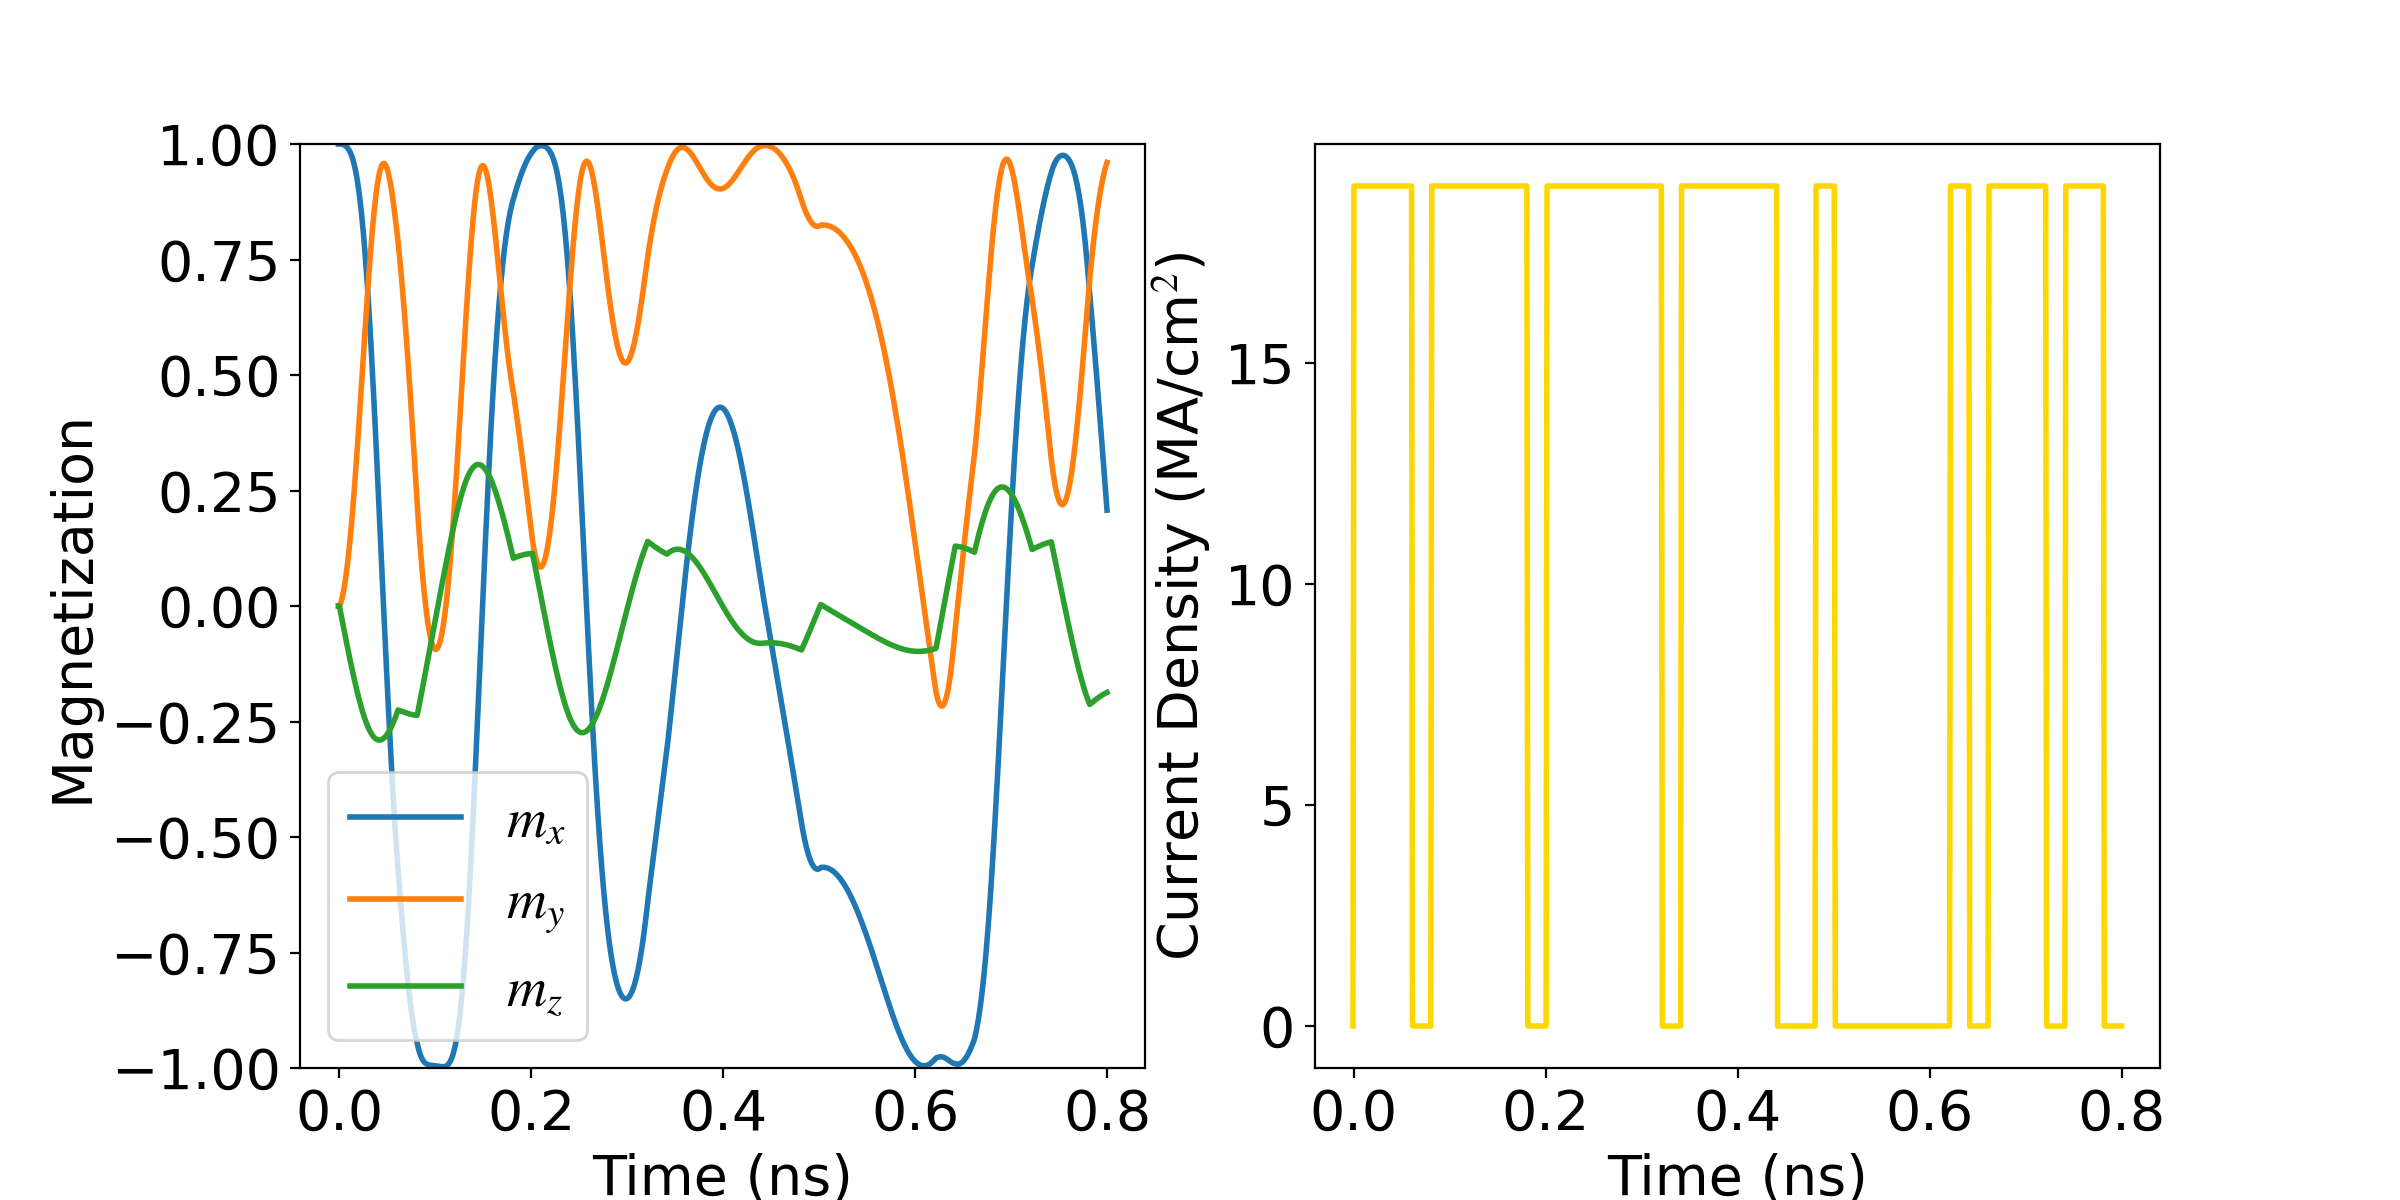 Magnetization
1.00
0.75
0.50
0.25
0.00
−0.25
−0.50
−0.75
−1.00
m_x
m_y
m_z
0.0 0.2 0.4 0.6 0.8
Time (ns)
Current Density (MA/cm²)
15
10
5
0
0.0 0.2 0.4 0.6 0.8
Time (ns)